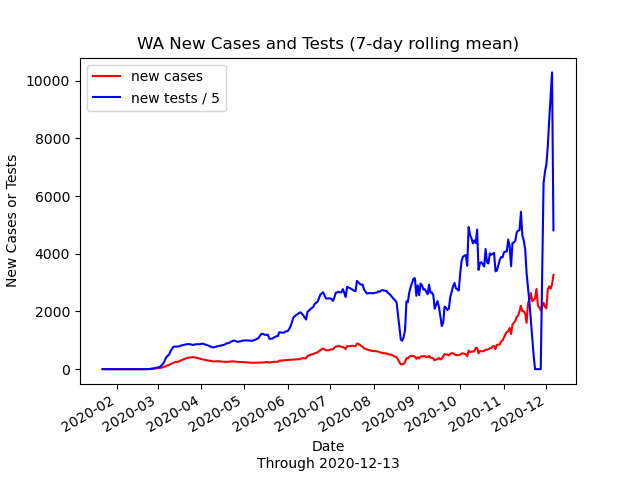 WA New Cases and Tests (7-day rolling mean)
new cases
new tests / 5
10000
8000
6000
4000
2000
0
New Cases or Tests
2020-02
2020-03
2020-04
2020-05
2020-06
2020-07
2020-08
2020-09
2020-10
2020-11
2020-12
Date
Through 2020-12-13